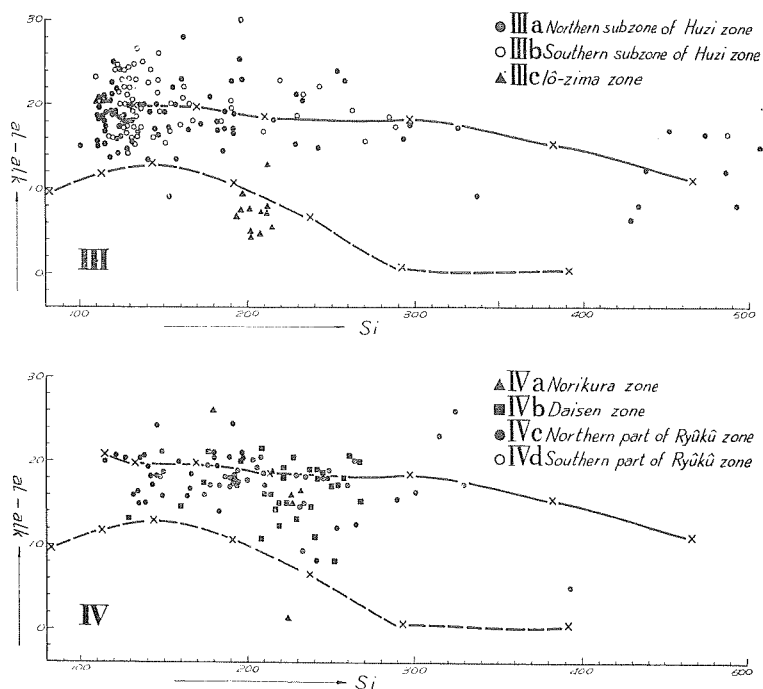 30
20
10
0
al-alk
III
IIIa Northern subzone of Huzi zone
IIIb Southern subzone of Huzi zone
IIIc Iô-zima zone
100
200
300
400
500
Si
30
20
10
0
al-alk
IV
IVa Norikura zone
IVb Daisen zone
IVc Northern part of Ryûkû zone
IVd Southern part of Ryûkû zone
100
200
300
400
500
Si